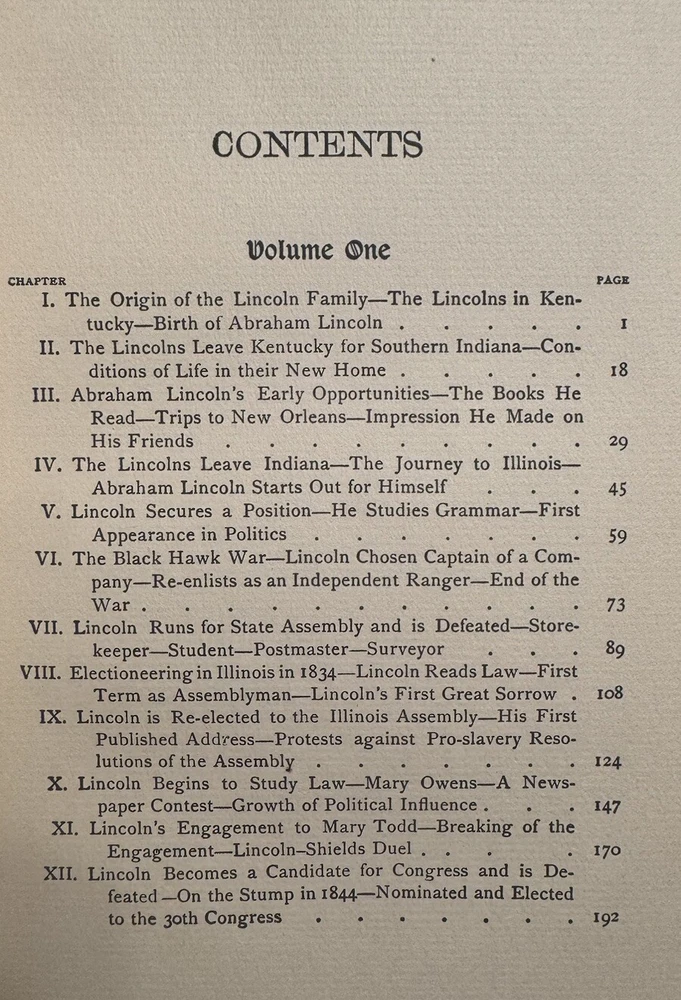 CONTENTS
Volume One
CHAPTER PAGE
I. The Origin of the Lincoln Family—The Lincolns in Ken-
tucky—Birth of Abraham Lincoln . . . . . 1
II. The Lincolns Leave Kentucky for Southern Indiana—Con-
ditions of Life in their New Home . . . . . 18
III. Abraham Lincoln's Early Opportunities—The Books He
Read—Trips to New Orleans—Impression He Made on
His Friends . . . . . . . . . 29
IV. The Lincolns Leave Indiana—The Journey to Illinois—
Abraham Lincoln Starts Out for Himself . . . 45
V. Lincoln Secures a Position—He Studies Grammar—First
Appearance in Politics . . . . . . . 59
VI. The Black Hawk War—Lincoln Chosen Captain of a Com-
pany—Re-enlists as an Independent Ranger—End of the
War . . . . . . . . . . . 73
VII. Lincoln Runs for State Assembly and is Defeated—Store-
keeper—Student—Postmaster—Surveyor . . . 89
VIII. Electioneering in Illinois in 1834—Lincoln Reads Law—First
Term as Assemblyman—Lincoln's First Great Sorrow . 108
IX. Lincoln is Re-elected to the Illinois Assembly—His First
Published Address—Protests against Pro-slavery Reso-
lutions of the Assembly . . . . . . . 124
X. Lincoln Begins to Study Law—Mary Owens—A News-
paper Contest—Growth of Political Influence . . . 147
XI. Lincoln's Engagement to Mary Todd—Breaking of the
Engagement—Lincoln-Shields Duel . . . . 170
XII. Lincoln Becomes a Candidate for Congress and is De-
feated—On the Stump in 1844—Nominated and Elected
to the 30th Congress . . . . . . . 192